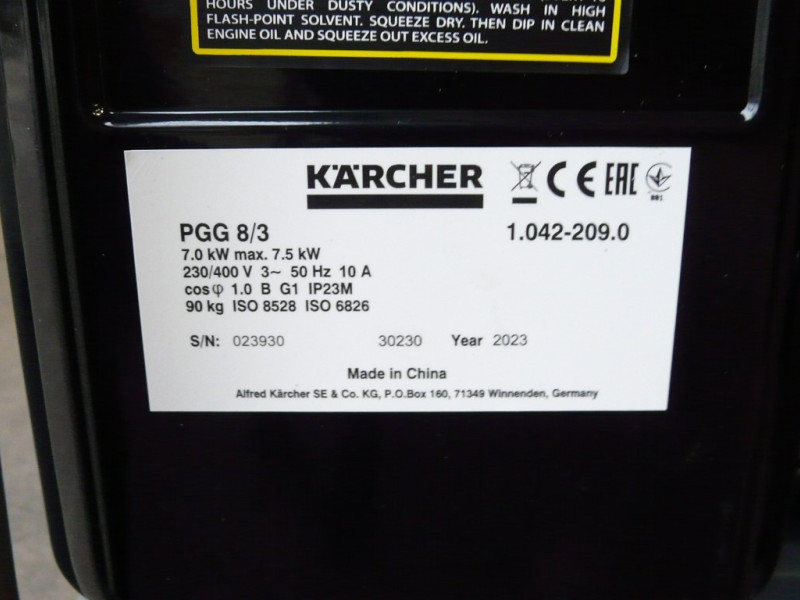 HOURS UNDER DUSTY CONDITIONS). WASH IN HIGH
FLASH-POINT SOLVENT. SQUEEZE DRY. THEN DIP IN CLEAN
ENGINE OIL AND SQUEEZE OUT EXCESS OIL.
KÄRCHER CE EAC
001
PGG 8/3 1.042-209.0
7.0 kW max. 7.5 kW
230/400 V 3~ 50 Hz 10 A
cosφ 1.0 B G1 IP23M
90 kg ISO 8528 ISO 6826
S/N: 023930 30230 Year 2023
Made in China
Alfred Kärcher SE & Co. KG, P.O.Box 160, 71349 Winnenden, Germany